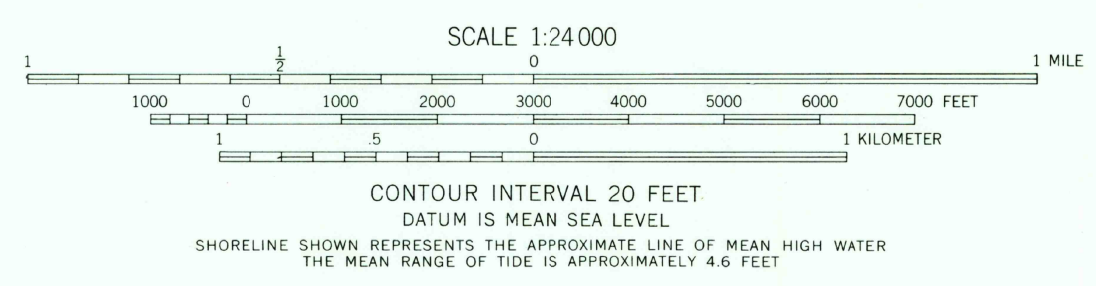 SCALE 1:24 000
1 1/2 0 1 MILE
1000 0 1000 2000 3000 4000 5000 6000 7000 FEET
1 .5 0 1 KILOMETER
CONTOUR INTERVAL 20 FEET
DATUM IS MEAN SEA LEVEL
SHORELINE SHOWN REPRESENTS THE APPROXIMATE LINE OF MEAN HIGH WATER
THE MEAN RANGE OF TIDE IS APPROXIMATELY 4.6 FEET